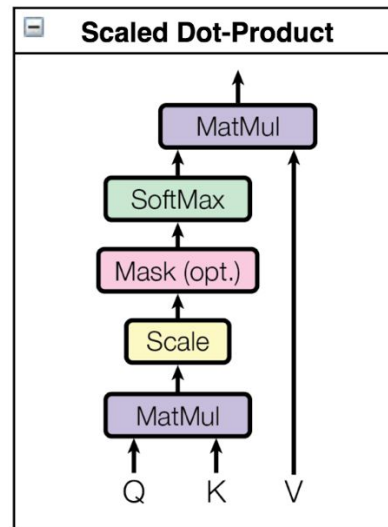 Scaled Dot-Product
MatMul
SoftMax
Mask (opt.)
Scale
MatMul
Q K V